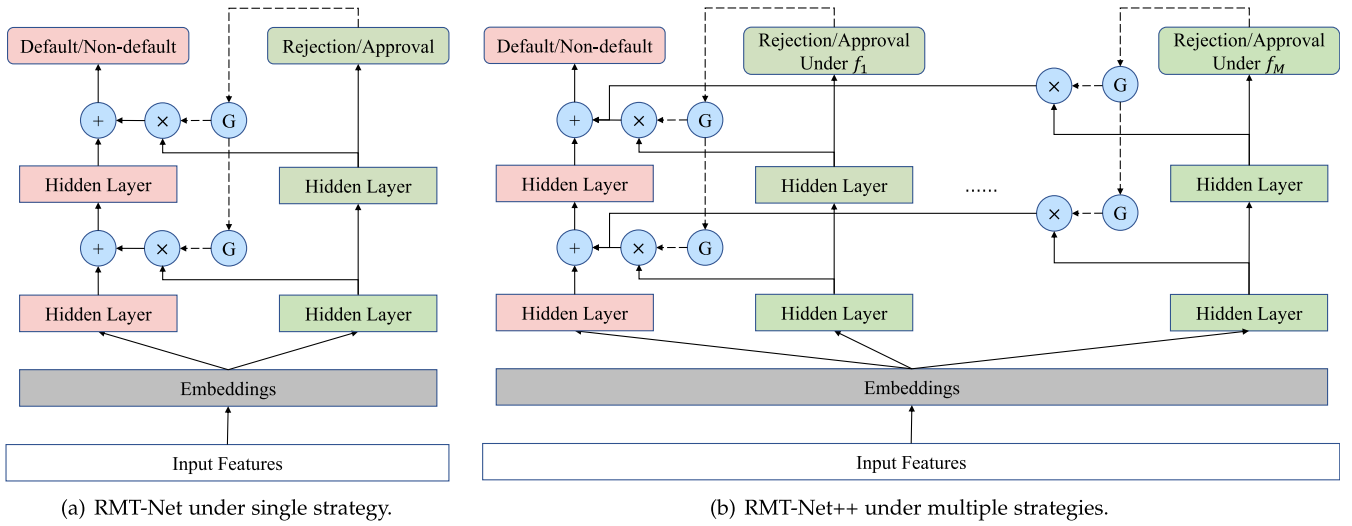 Default/Non-default
Rejection/Approval
+
×
G
Hidden Layer
Hidden Layer
+
×
G
Hidden Layer
Hidden Layer
Embeddings
Input Features
(a) RMT-Net under single strategy.
Default/Non-default
Rejection/Approval
Under f₁
Rejection/Approval
Under f_M
×
G
+
×
G
Hidden Layer
Hidden Layer
......
Hidden Layer
×
G
+
×
G
Hidden Layer
Hidden Layer
Hidden Layer
Embeddings
Input Features
(b) RMT-Net++ under multiple strategies.